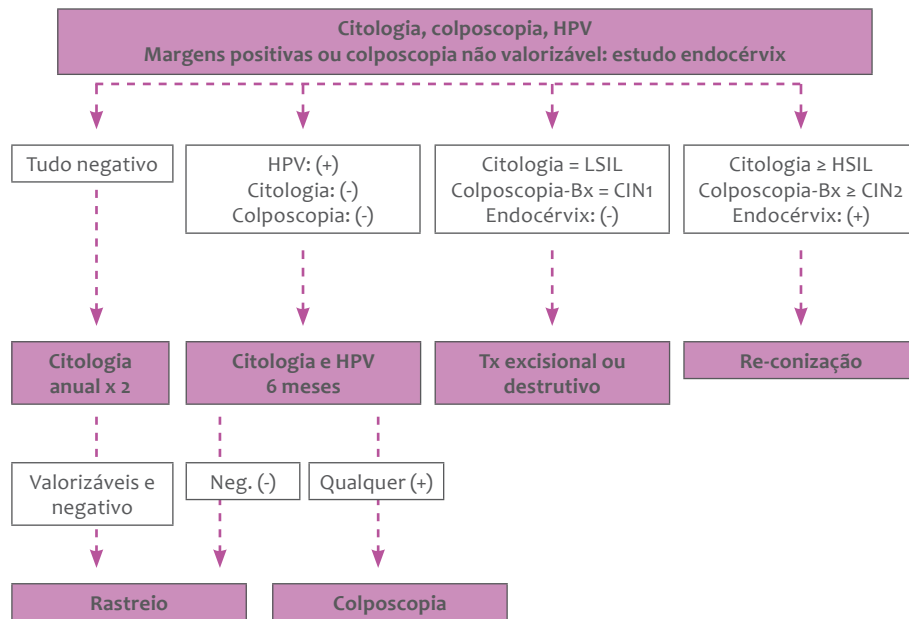 Citologia, colposcopia, HPV
Margens positivas ou colposcopia não valorizável: estudo endocérvix
Tudo negativo
HPV: (+)
Citologia: (-)
Colposcopia: (-)
Citologia = LSIL
Colposcopia-Bx = CIN1
Endocérvix: (-)
Citologia ≥ HSIL
Colposcopia-Bx ≥ CIN2
Endocérvix: (+)
Citologia
anual x 2
Citologia e HPV
6 meses
Tx excisional ou
destrutivo
Re-conização
Valorizáveis e
negativo
Neg. (-)
Qualquer (+)
Rastreio
Colposcopia